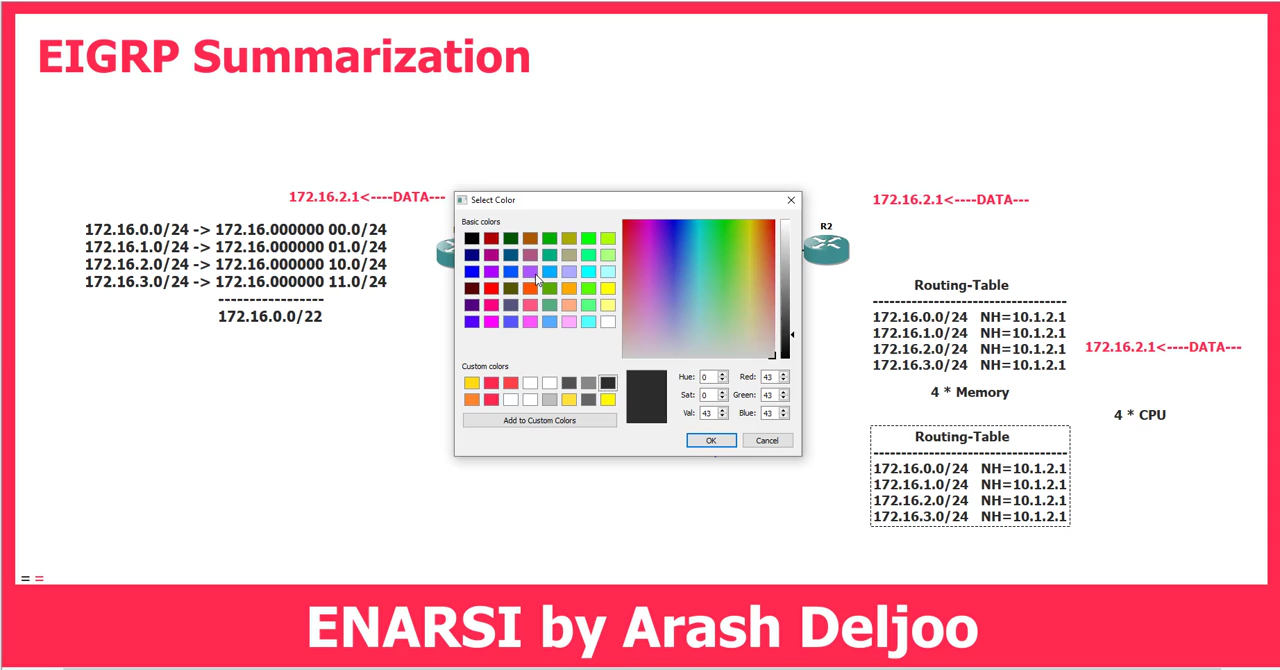 EIGRP Summarization
172.16.2.1<----DATA---
172.16.0.0/24 -> 172.16.000000 00.0/24
172.16.1.0/24 -> 172.16.000000 01.0/24
172.16.2.0/24 -> 172.16.000000 10.0/24
172.16.3.0/24 -> 172.16.000000 11.0/24
-----------------
172.16.0.0/22
Select Color
Basic colors
Custom colors
Hue: 0
Red: 43
Sat: 0
Green: 43
Val: 43
Blue: 43
Add to Custom Colors
OK
Cancel
172.16.2.1<----DATA---
R2
Routing-Table
--------------------------------
172.16.0.0/24 NH=10.1.2.1
172.16.1.0/24 NH=10.1.2.1
172.16.2.0/24 NH=10.1.2.1
172.16.3.0/24 NH=10.1.2.1
172.16.2.1<----DATA---
4 * Memory
4 * CPU
Routing-Table
--------------------------------
172.16.0.0/24 NH=10.1.2.1
172.16.1.0/24 NH=10.1.2.1
172.16.2.0/24 NH=10.1.2.1
172.16.3.0/24 NH=10.1.2.1
= =
ENARSI by Arash Deljoo